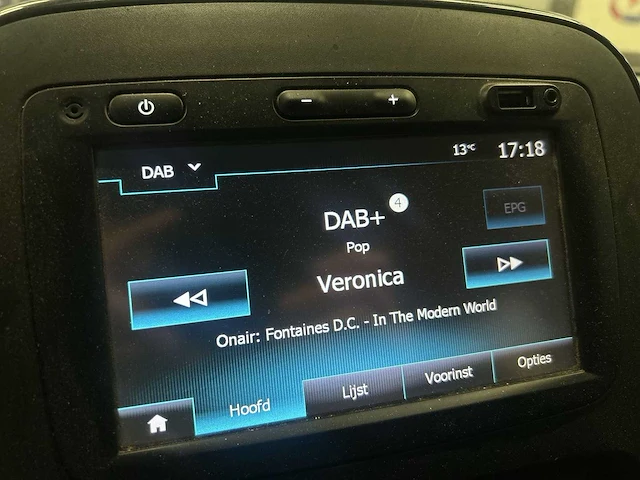 − +
13°C 17:18
DAB
DAB+ 4
EPG
Pop
Veronica
Onair: Fontaines D.C. - In The Modern World
Hoofd Lijst Voorinst Opties